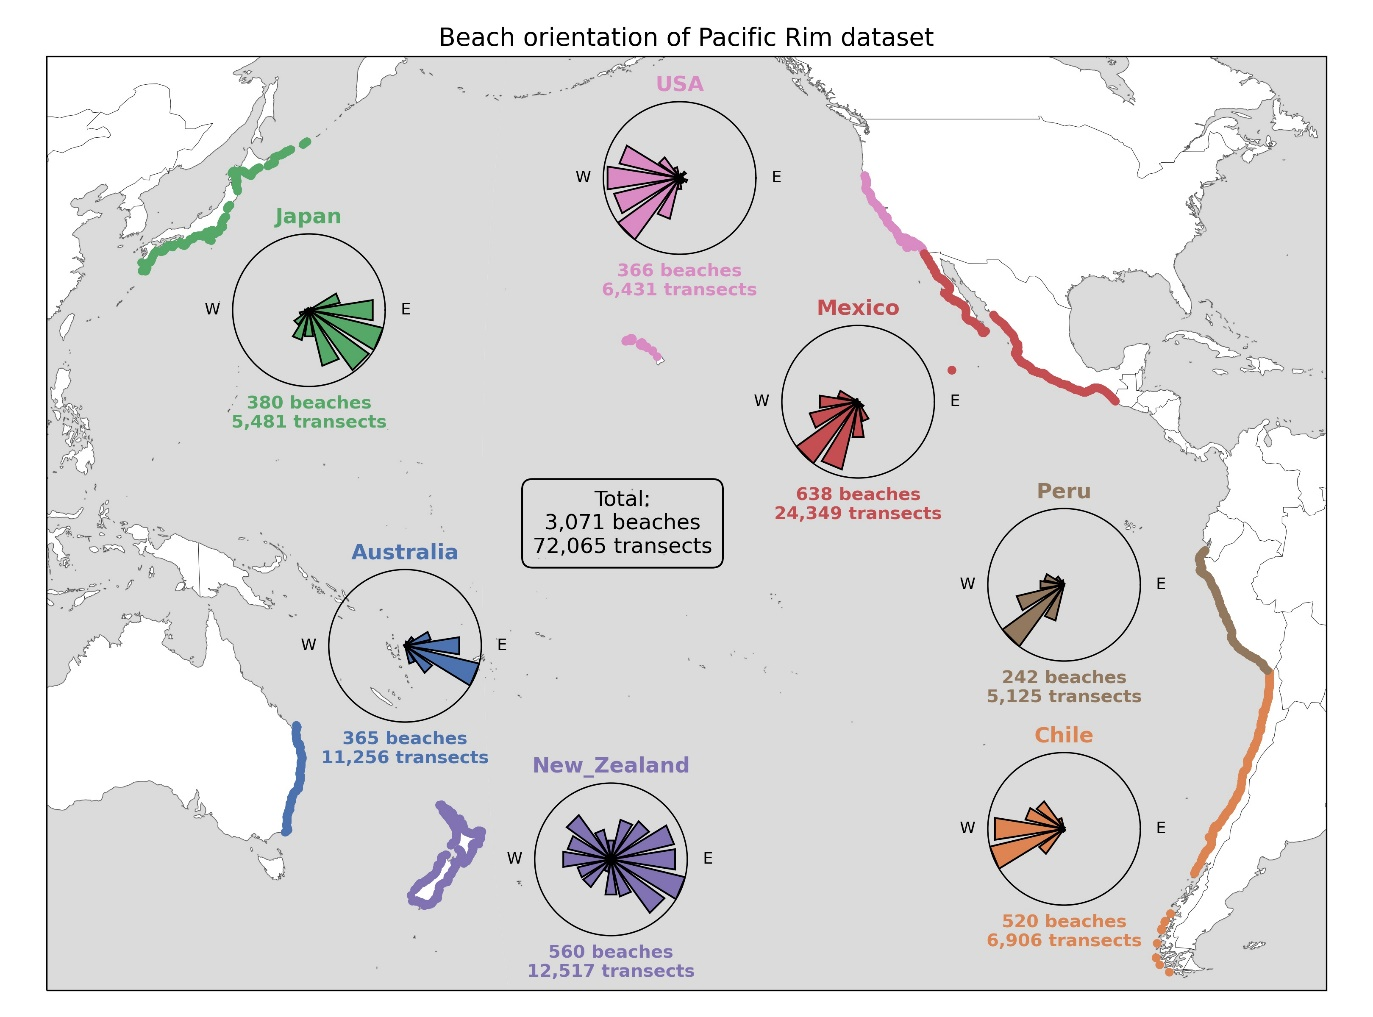 Beach orientation of Pacific Rim dataset
USA
W E
366 beaches
6,431 transects
Japan
W E
380 beaches
5,481 transects
Mexico
W E
638 beaches
24,349 transects
Total:
3,071 beaches
72,065 transects
Peru
W E
242 beaches
5,125 transects
Australia
W E
365 beaches
11,256 transects
Chile
W E
520 beaches
6,906 transects
New_Zealand
W E
560 beaches
12,517 transects